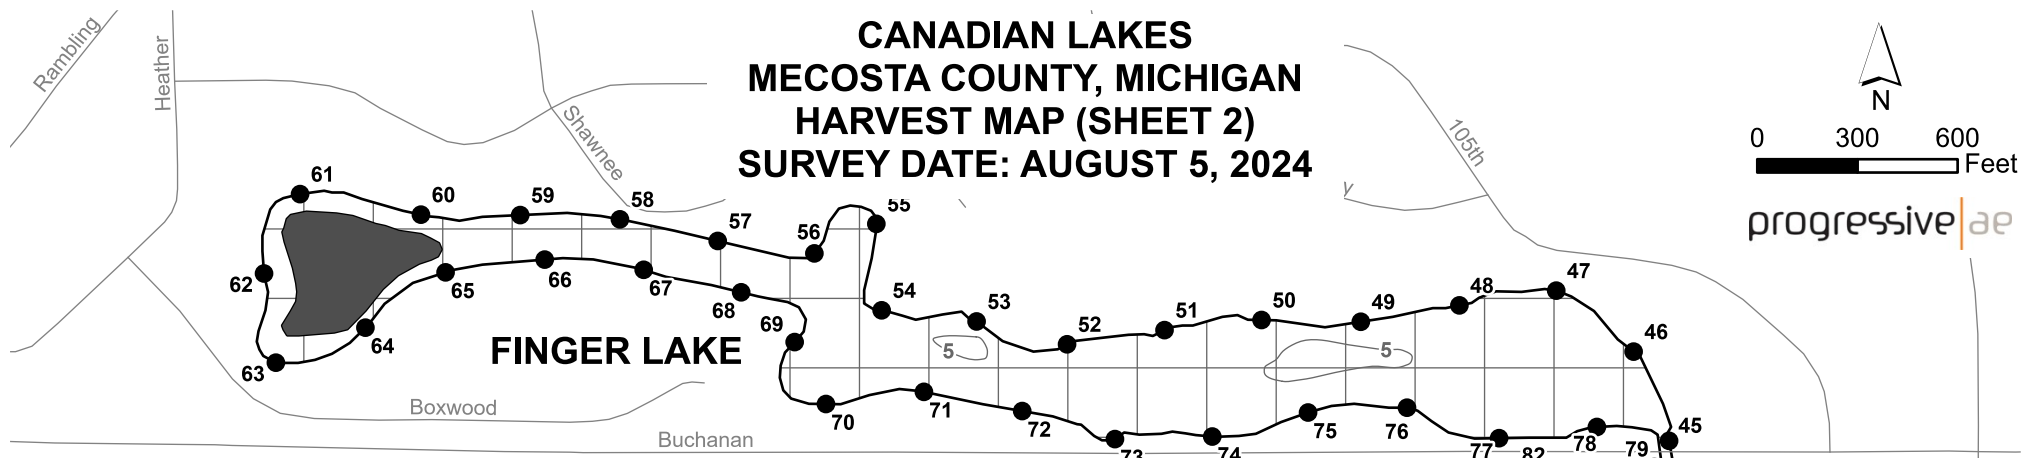 CANADIAN LAKES
MECOSTA COUNTY, MICHIGAN
HARVEST MAP (SHEET 2)
SURVEY DATE: AUGUST 5, 2024
Rambling
Heather
Shawnee
105th
y
N
0 300 600
Feet
progressive ae
61
60
59
58
57
56
55
62
65
66
67
68
54
53
52
51
50
49
48
47
46
63
64
69
5
5
FINGER LAKE
70
71
72
73
74
75
76
77
82
78
79
45
Boxwood
Buchanan